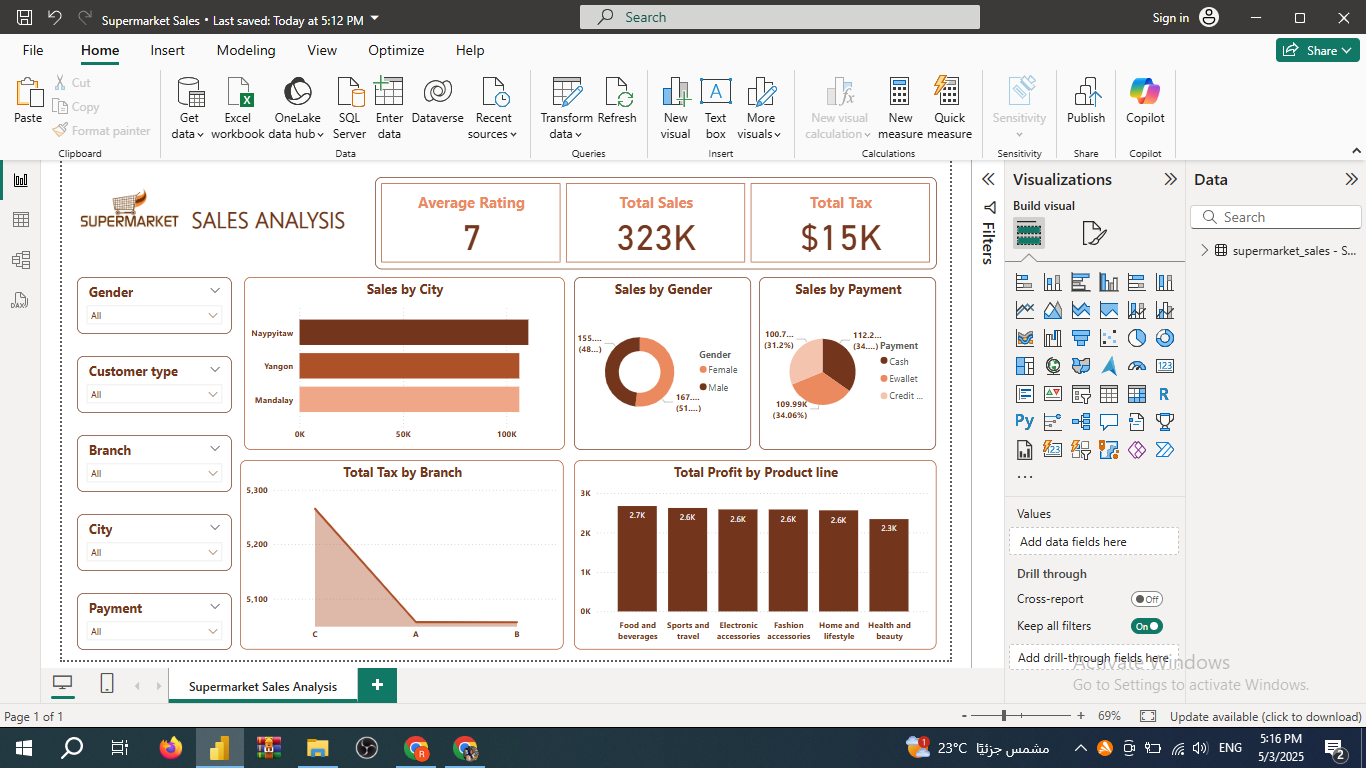 Supermarket Sales • Last saved: Today at 5:12 PM
Search
Sign in
File
Home
Insert
Modeling
View
Optimize
Help
Share
Paste
Cut
Copy
Format painter
Clipboard
Get data
Excel workbook
OneLake data hub
SQL Server
Enter data
Dataverse
Recent sources
Data
Transform data
Refresh
Queries
New visual
Text box
More visuals
Insert
New visual calculation
New measure
Quick measure
Calculations
Sensitivity
Sensitivity
Publish
Share
Copilot
Copilot
SUPERMARKET
SALES ANALYSIS
Average Rating
7
Total Sales
323K
Total Tax
$15K
Gender
All
Customer type
All
Branch
All
City
All
Payment
All
Sales by City
Naypyitaw
Yangon
Mandalay
0K
50K
100K
Sales by Gender
155....
(48...)
167....
(51....)
Gender
Female
Male
Sales by Payment
100.7...
(31.2%)
112.2...
(34....)
109.99K
(34.06%)
Payment
Cash
Ewallet
Credit ...
Total Tax by Branch
5,300
5,200
5,100
C
A
B
Total Profit by Product line
3K
2K
1K
0K
2.7K
2.6K
2.6K
2.6K
2.6K
2.3K
Food and beverages
Sports and travel
Electronic accessories
Fashion accessories
Home and lifestyle
Health and beauty
Filters
Visualizations
Build visual
123
R
Py
123
...
Values
Add data fields here
Drill through
Cross-report
Off
Keep all filters
On
Add drill-through fields here
Data
Search
supermarket_sales - S...
Activate Windows
Go to Settings to activate Windows.
DAX
Supermarket Sales Analysis
Page 1 of 1
- + 69%
Update available (click to download)
1
23°C
مشمس جزئيًا
ENG
5:16 PM
5/3/2025
2